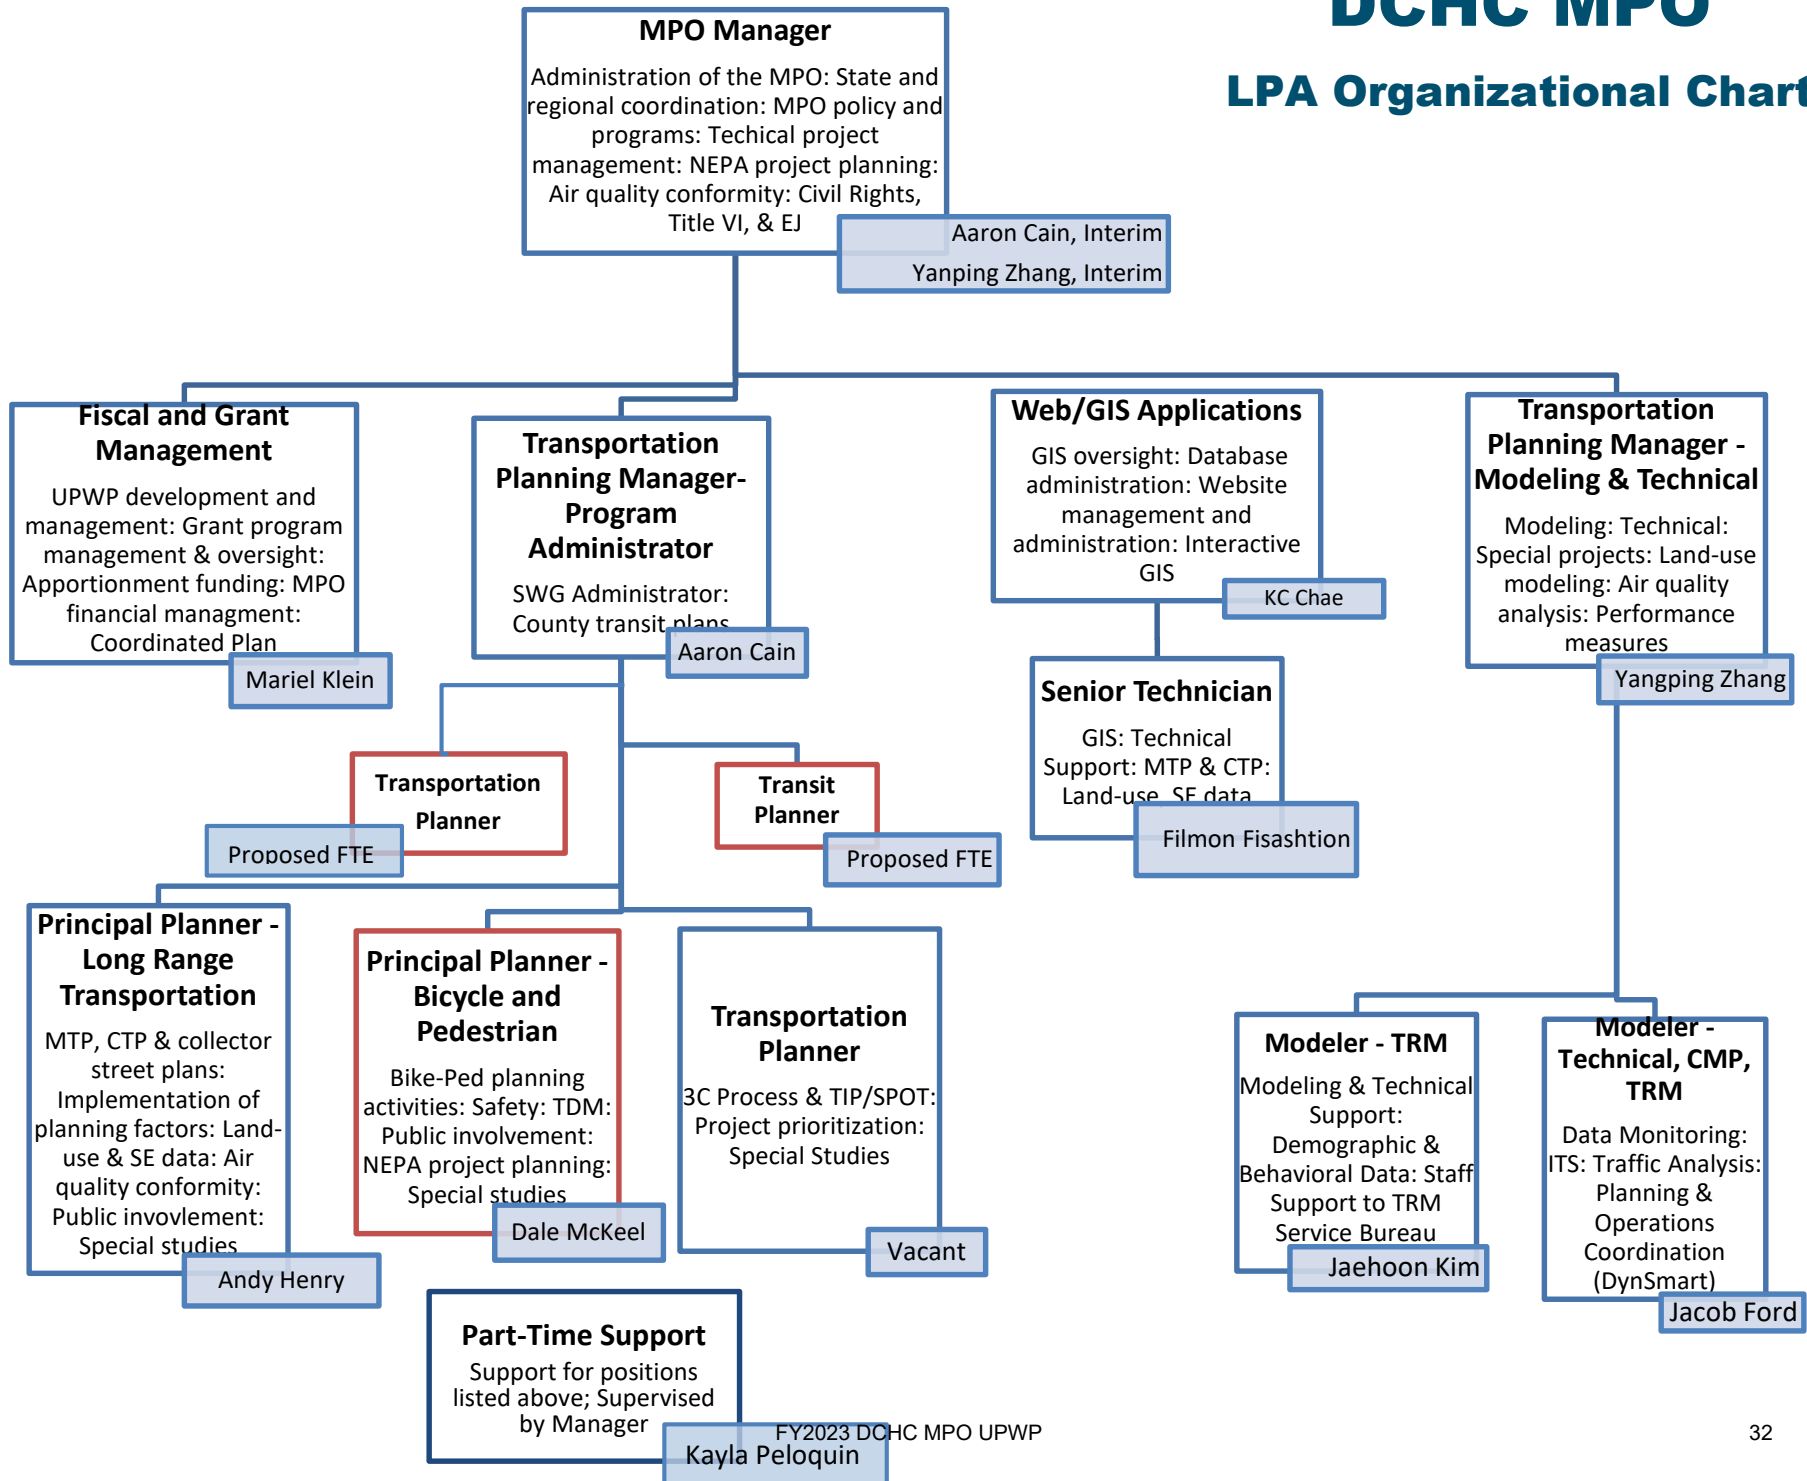 DCHC MPO
LPA Organizational Chart
MPO Manager
Administration of the MPO: State and
regional coordination: MPO policy and
programs: Techical project
management: NEPA project planning:
Air quality conformity: Civil Rights,
Title VI, & EJ
Aaron Cain, Interim
Yanping Zhang, Interim
Fiscal and Grant
Management
UPWP development and
management: Grant program
management & oversight:
Apportionment funding: MPO
financial managment:
Coordinated Plan
Mariel Klein
Transportation
Planning Manager-
Program
Administrator
SWG Administrator:
County transit plans
Aaron Cain
Web/GIS Applications
GIS oversight: Database
administration: Website
management and
administration: Interactive
GIS
KC Chae
Transportation
Planning Manager -
Modeling & Technical
Modeling: Technical:
Special projects: Land-use
modeling: Air quality
analysis: Performance
measures
Yangping Zhang
Senior Technician
GIS: Technical
Support: MTP & CTP:
Land-use, SE data
Filmon Fisashtion
Transportation
Planner
Proposed FTE
Transit
Planner
Proposed FTE
Principal Planner -
Long Range
Transportation
MTP, CTP & collector
street plans:
Implementation of
planning factors: Land-
use & SE data: Air
quality conformity:
Public invovlement:
Special studies
Andy Henry
Principal Planner -
Bicycle and
Pedestrian
Bike-Ped planning
activities: Safety: TDM:
Public involvement:
NEPA project planning:
Special studies
Dale McKeel
Transportation
Planner
3C Process & TIP/SPOT:
Project prioritization:
Special Studies
Vacant
Modeler - TRM
Modeling & Technical
Support:
Demographic &
Behavioral Data: Staff
Support to TRM
Service Bureau
Jaehoon Kim
Modeler -
Technical, CMP,
TRM
Data Monitoring:
ITS: Traffic Analysis:
Planning &
Operations
Coordination
(DynSmart)
Jacob Ford
Part-Time Support
Support for positions
listed above; Supervised
by Manager
Kayla Peloquin
FY2023 DCHC MPO UPWP
32